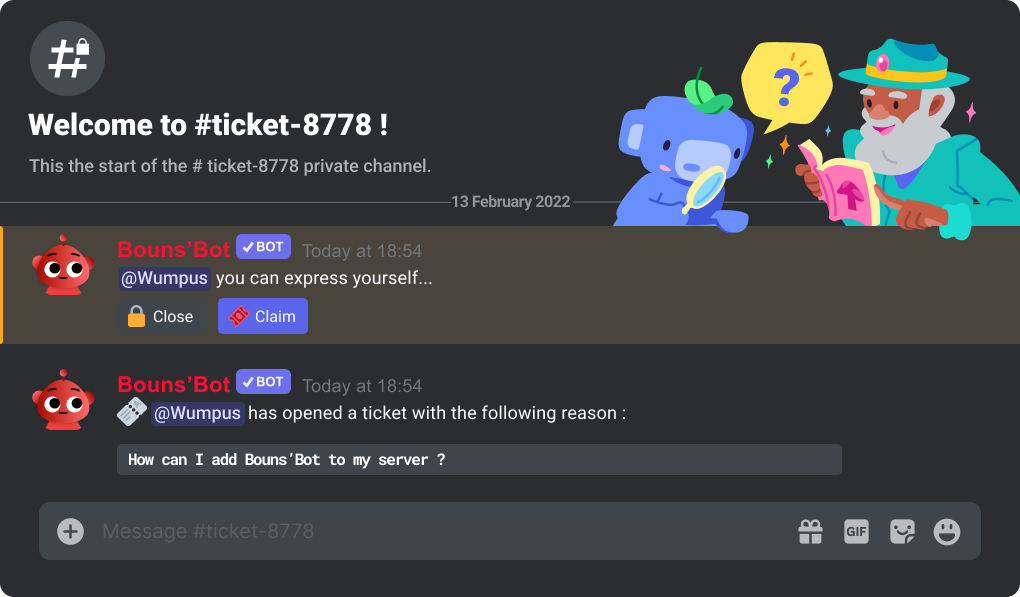 #
Welcome to #ticket-8778 !
This the start of the # ticket-8778 private channel.
?
13 February 2022
Bouns’Bot ✓BOT Today at 18:54
@Wumpus you can express yourself...
Close Claim
Bouns’Bot ✓BOT Today at 18:54
@Wumpus has opened a ticket with the following reason :
How can I add Bouns’Bot to my server ?
Message #ticket-8778 GIF